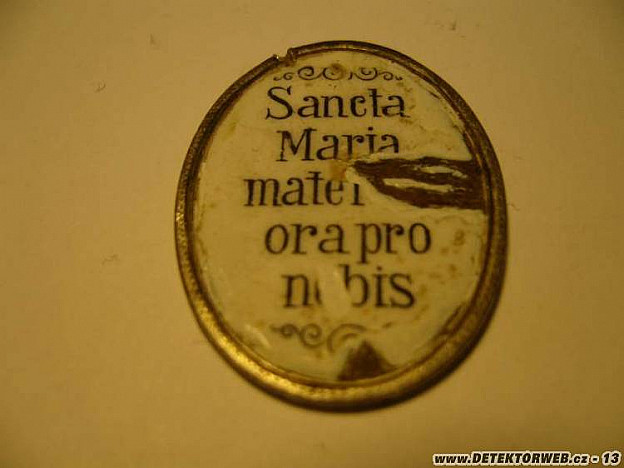 Sancta
Maria
mater
ora pro
nobis
www.DETEKTORWEB.cz - 13